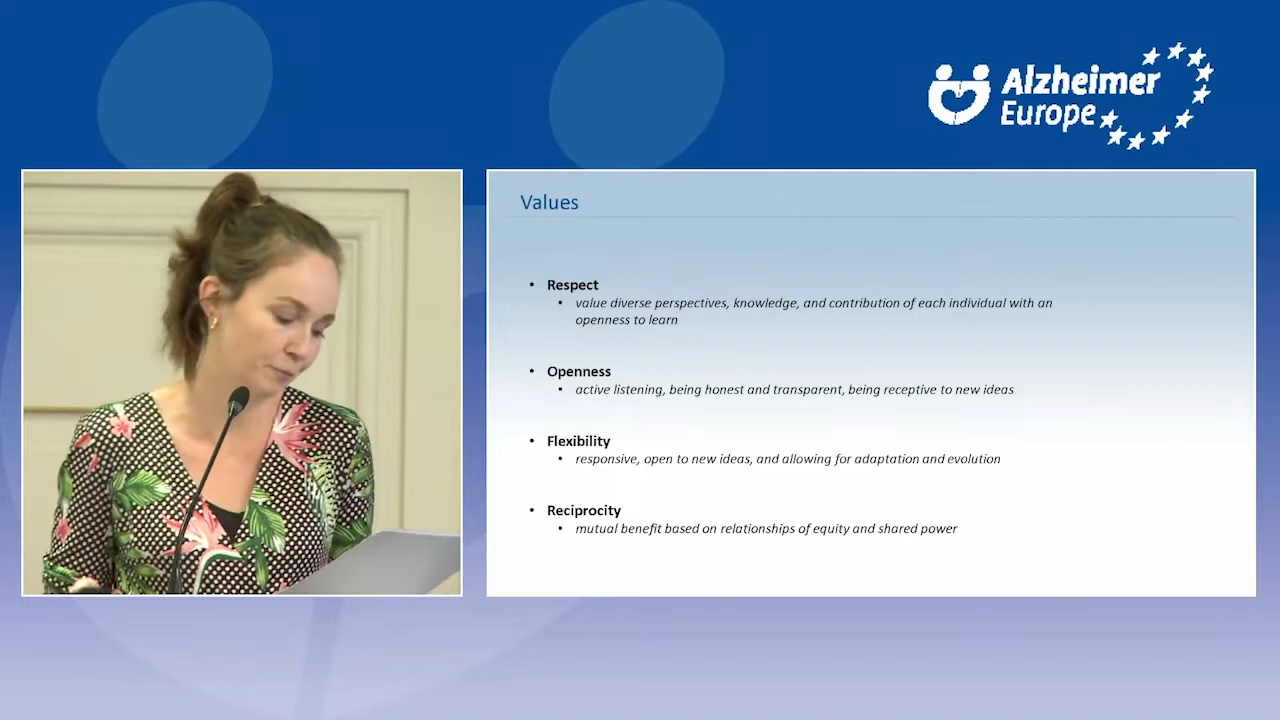 Alzheimer
Europe
Values
• Respect
• value diverse perspectives, knowledge, and contribution of each individual with an
openness to learn
• Openness
• active listening, being honest and transparent, being receptive to new ideas
• Flexibility
• responsive, open to new ideas, and allowing for adaptation and evolution
• Reciprocity
• mutual benefit based on relationships of equity and shared power